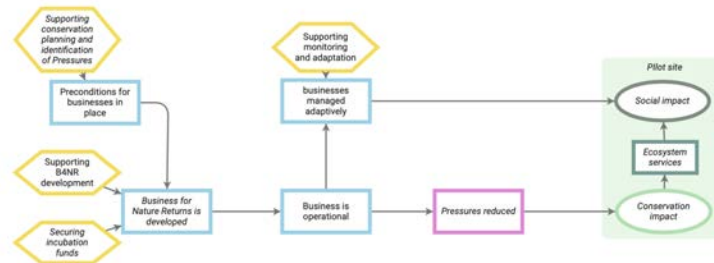 Supporting
conservation
planning and
identification
of Pressures
Preconditions for
businesses in
place
Supporting
B4NR
development
Securing
incubation
funds
Business for
Nature Returns is
developed
Supporting
monitoring
and adaptation
businesses
managed
adaptively
Business is
operational
Pressures reduced
Pilot site
Social impact
Ecosystem
services
Conservation
impact